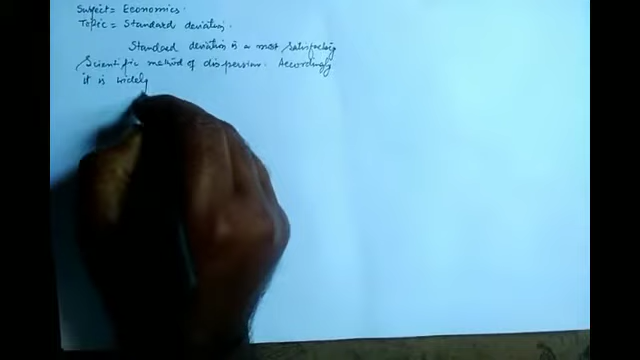 Subject = Economics.
Topic = Standard deviation.
Standard deviation is a most satisfactory
Scientific method of dispersion. Accordingly
it is widely